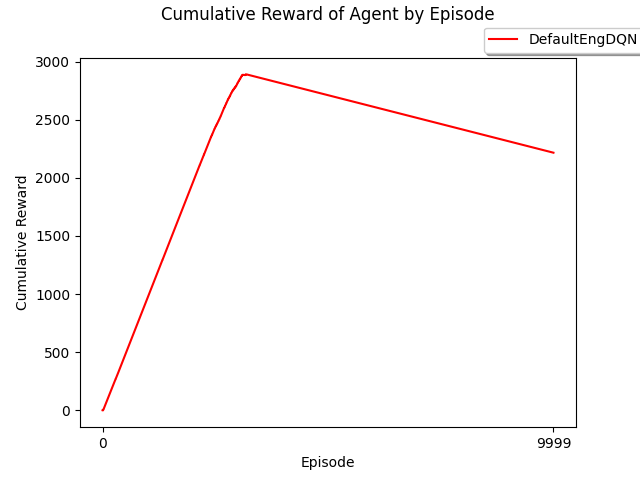 Cumulative Reward of Agent by Episode
DefaultEngDQN
3000
2500
2000
1500
1000
500
0
Cumulative Reward
0
9999
Episode